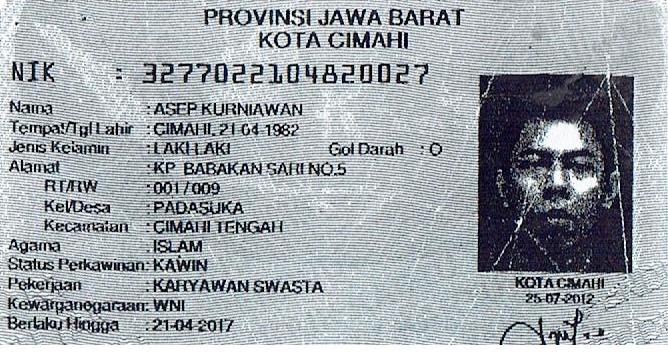 PROVINSI JAWA BARAT
KOTA CIMAHI
NIK : 3277022104820027
Nama : ASEP KURNIAWAN
Tempat/Tgl Lahir : CIMAHI, 21-04-1982
Jenis Kelamin : LAKI-LAKI Gol Darah : O
Alamat : KP BABAKAN SARI NO.5
RT/RW : 001/009
Kel/Desa : PADASUKA
Kecamatan : CIMAHI TENGAH
Agama : ISLAM
Status Perkawinan: KAWIN
Pekerjaan : KARYAWAN SWASTA
Kewarganegaraan: WNI
Berlaku Hingga : 21-04-2017
KOTA CIMAHI
25-07-2012